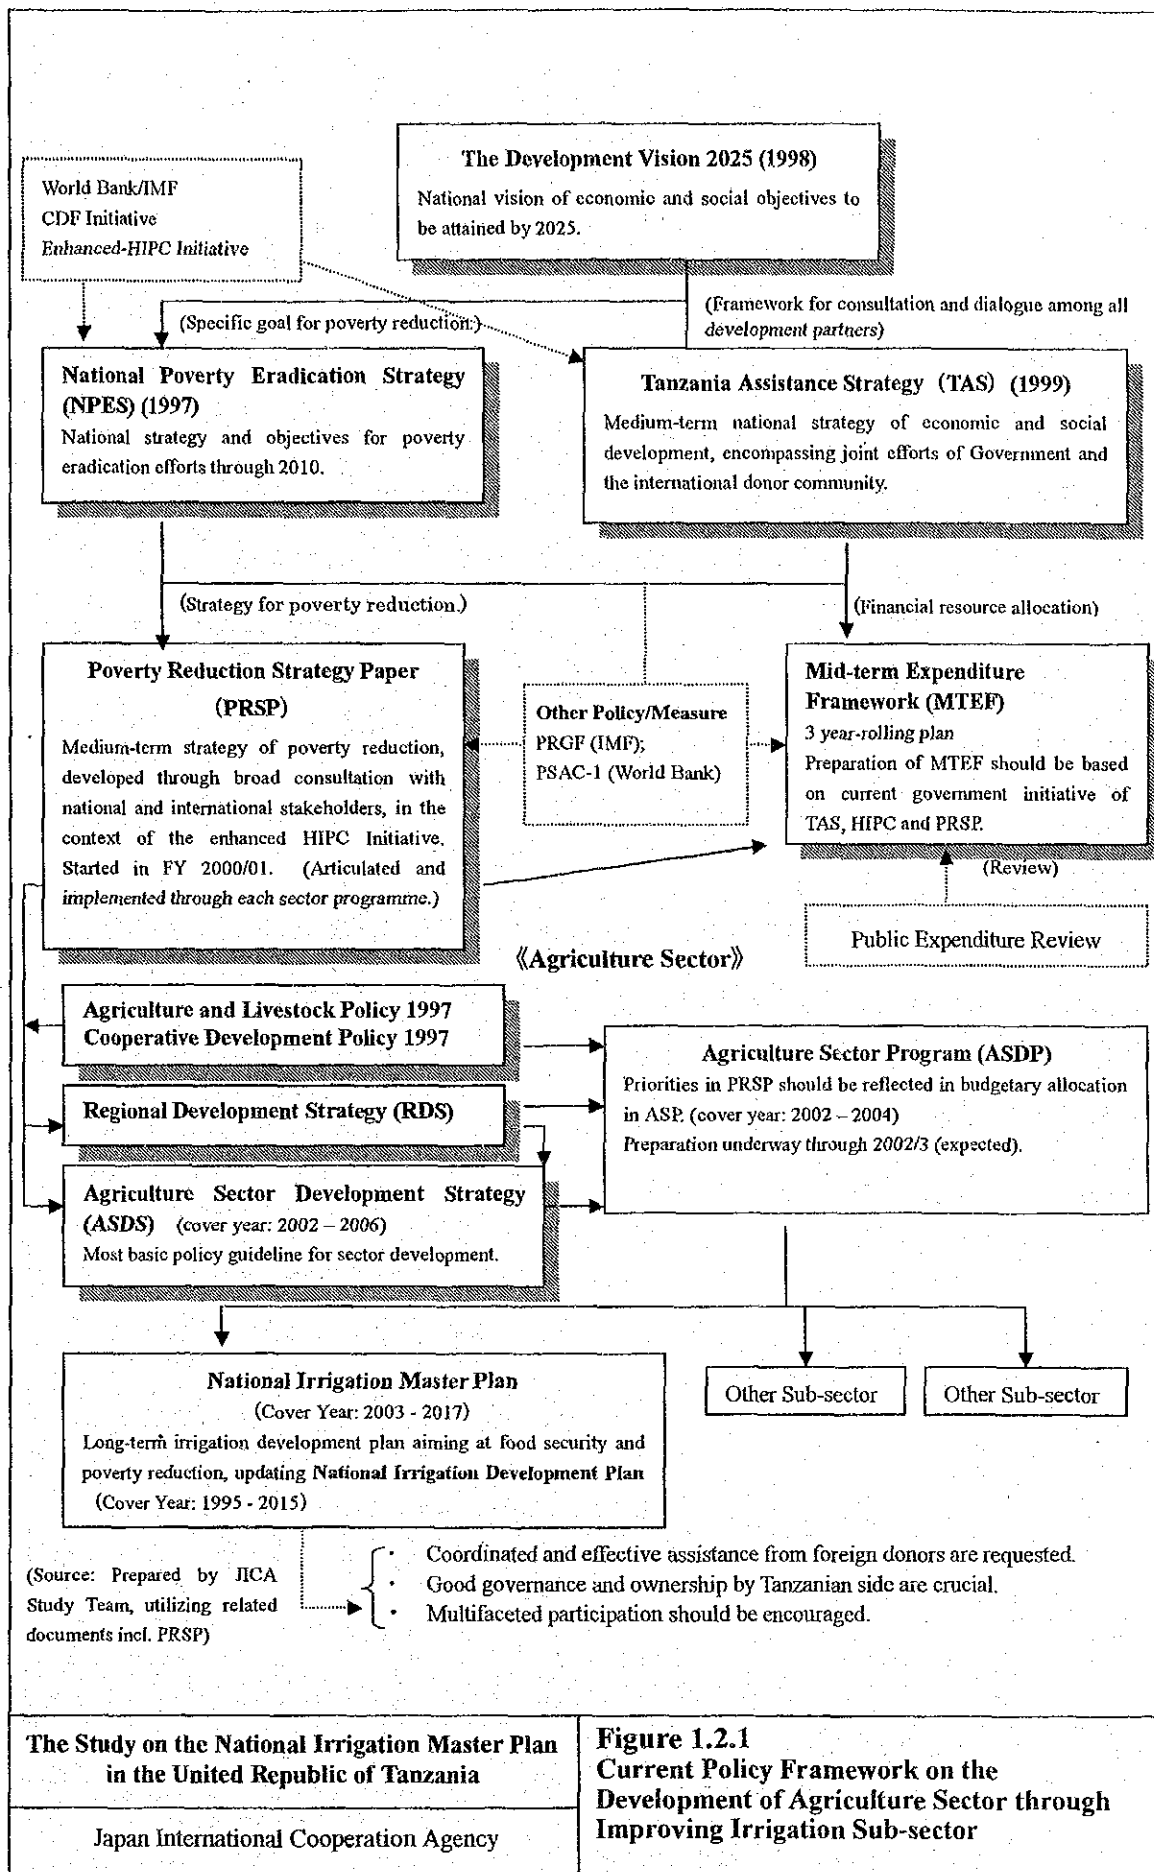 The Development Vision 2025 (1998)
National vision of economic and social objectives to
be attained by 2025.
World Bank/IMF
CDF Initiative
Enhanced-HIPC Initiative
(Specific goal for poverty reduction.)
(Framework for consultation and dialogue among all
development partners)
National Poverty Eradication Strategy
(NPES) (1997)
National strategy and objectives for poverty
eradication efforts through 2010.
Tanzania Assistance Strategy (TAS) (1999)
Medium-term national strategy of economic and social
development, encompassing joint efforts of Government and
the international donor community.
(Strategy for poverty reduction.)
(Financial resource allocation)
Poverty Reduction Strategy Paper
(PRSP)
Medium-term strategy of poverty reduction,
developed through broad consultation with
national and international stakeholders, in the
context of the enhanced HIPC Initiative.
Started in FY 2000/01. (Articulated and
implemented through each sector programme.)
Other Policy/Measure
PRGF (IMF);
PSAC-1 (World Bank)
Mid-term Expenditure
Framework (MTEF)
3 year-rolling plan
Preparation of MTEF should be based
on current government initiative of
TAS, HIPC and PRSP.
(Review)
Public Expenditure Review
《Agriculture Sector》
Agriculture and Livestock Policy 1997
Cooperative Development Policy 1997
Regional Development Strategy (RDS)
Agriculture Sector Development Strategy
(ASDS) (cover year: 2002 – 2006)
Most basic policy guideline for sector development.
Agriculture Sector Program (ASDP)
Priorities in PRSP should be reflected in budgetary allocation
in ASP. (cover year: 2002 – 2004)
Preparation underway through 2002/3 (expected).
National Irrigation Master Plan
(Cover Year: 2003 - 2017)
Long-term irrigation development plan aiming at food security and
poverty reduction, updating National Irrigation Development Plan
(Cover Year: 1995 - 2015)
Other Sub-sector
Other Sub-sector
(Source: Prepared by JICA
Study Team, utilizing related
documents incl. PRSP)
· Coordinated and effective assistance from foreign donors are requested.
· Good governance and ownership by Tanzanian side are crucial.
· Multifaceted participation should be encouraged.
The Study on the National Irrigation Master Plan
in the United Republic of Tanzania
Japan International Cooperation Agency
Figure 1.2.1
Current Policy Framework on the
Development of Agriculture Sector through
Improving Irrigation Sub-sector